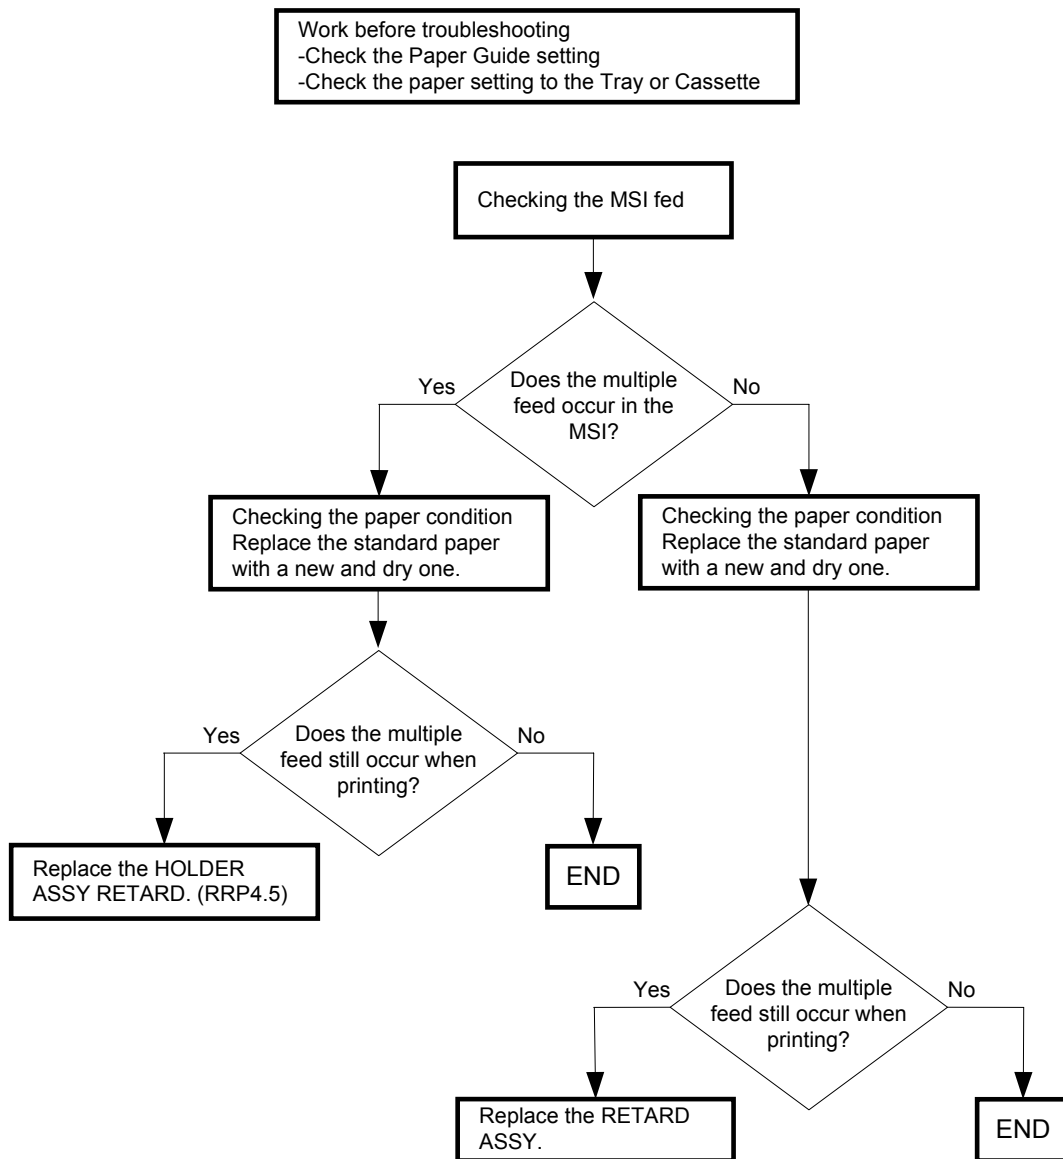 Work before troubleshooting
-Check the Paper Guide setting
-Check the paper setting to the Tray or Cassette
Checking the MSI fed
Does the multiple
feed occur in the
MSI?
Yes
No
Checking the paper condition
Replace the standard paper
with a new and dry one.
Checking the paper condition
Replace the standard paper
with a new and dry one.
Does the multiple
feed still occur when
printing?
Yes
No
Replace the HOLDER
ASSY RETARD. (RRP4.5)
END
Does the multiple
feed still occur when
printing?
Yes
No
Replace the RETARD
ASSY.
END